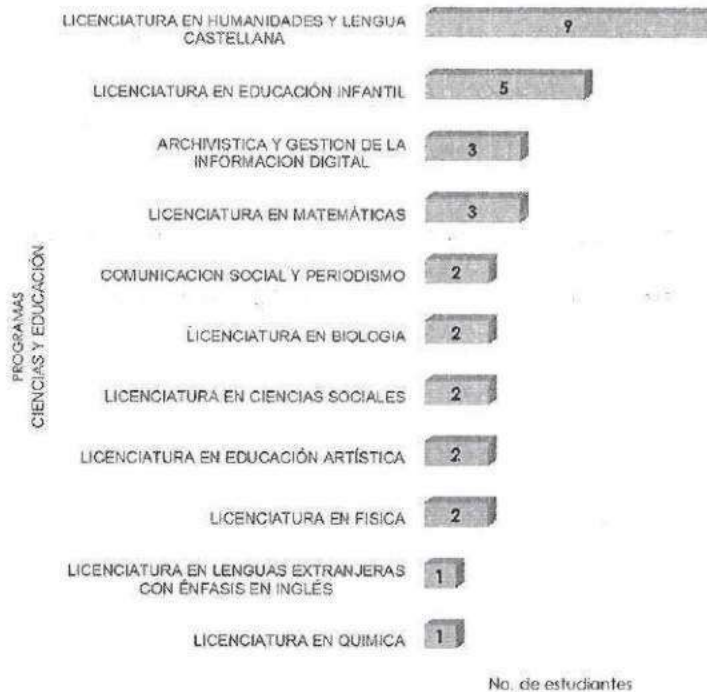 LICENCIATURA EN HUMANIDADES Y LENGUA
CASTELLANA
9
LICENCIATURA EN EDUCACIÓN INFANTIL
5
ARCHIVISTICA Y GESTION DE LA
INFORMACION DIGITAL
3
LICENCIATURA EN MATEMÁTICAS
3
PROGRAMAS
CIENCIAS Y EDUCACIÓN
COMUNICACION SOCIAL Y PERIODISMO
2
LICENCIATURA EN BIOLOGIA
2
LICENCIATURA EN CIENCIAS SOCIALES
2
LICENCIATURA EN EDUCACIÓN ARTÍSTICA
2
LICENCIATURA EN FISICA
2
LICENCIATURA EN LENGUAS EXTRANJERAS
CON ÉNFASIS EN INGLÉS
1
LICENCIATURA EN QUIMICA
1
No. de estudiantes